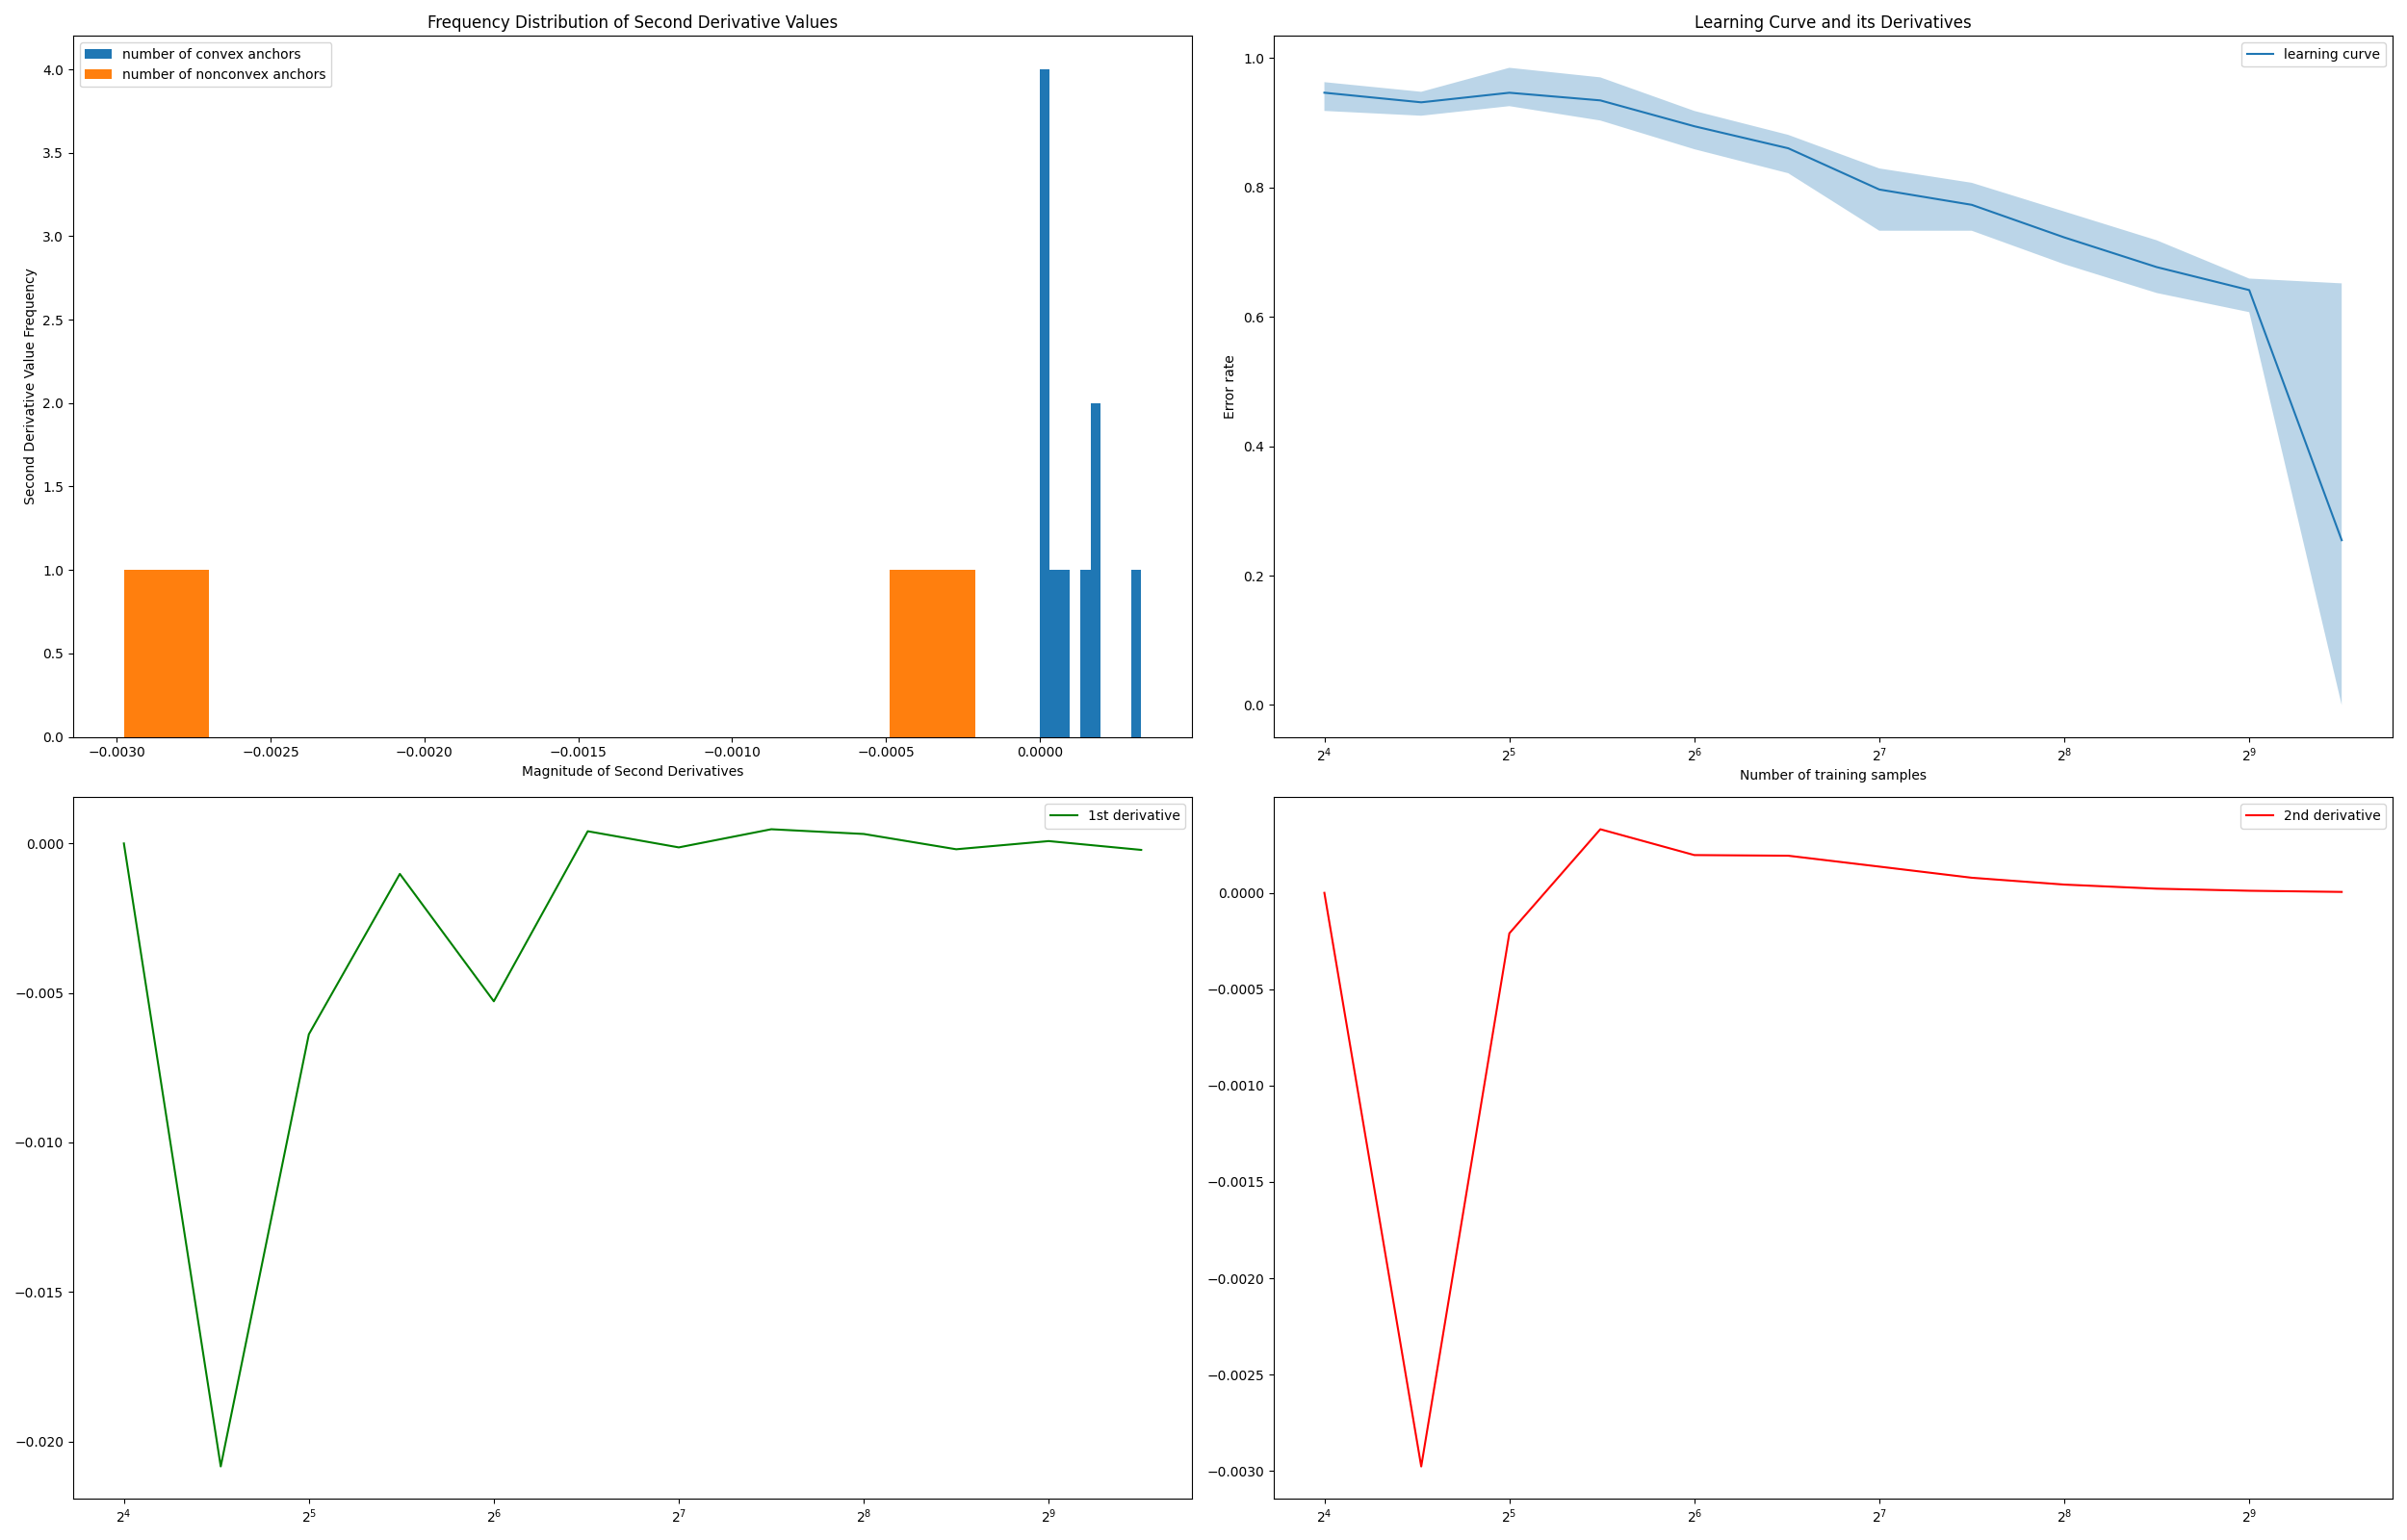 Frequency Distribution of Second Derivative Values
number of convex anchors
number of nonconvex anchors
4.0
3.5
3.0
2.5
2.0
1.5
1.0
0.5
0.0
Second Derivative Value Frequency
−0.0030 −0.0025 −0.0020 −0.0015 −0.0010 −0.0005 0.0000
Magnitude of Second Derivatives
Learning Curve and its Derivatives
learning curve
1.0
0.8
0.6
0.4
0.2
0.0
Error rate
2⁴ 2⁵ 2⁶ 2⁷ 2⁸ 2⁹
Number of training samples
1st derivative
0.000
−0.005
−0.010
−0.015
−0.020
2⁴ 2⁵ 2⁶ 2⁷ 2⁸ 2⁹
2nd derivative
0.0000
−0.0005
−0.0010
−0.0015
−0.0020
−0.0025
−0.0030
2⁴ 2⁵ 2⁶ 2⁷ 2⁸ 2⁹